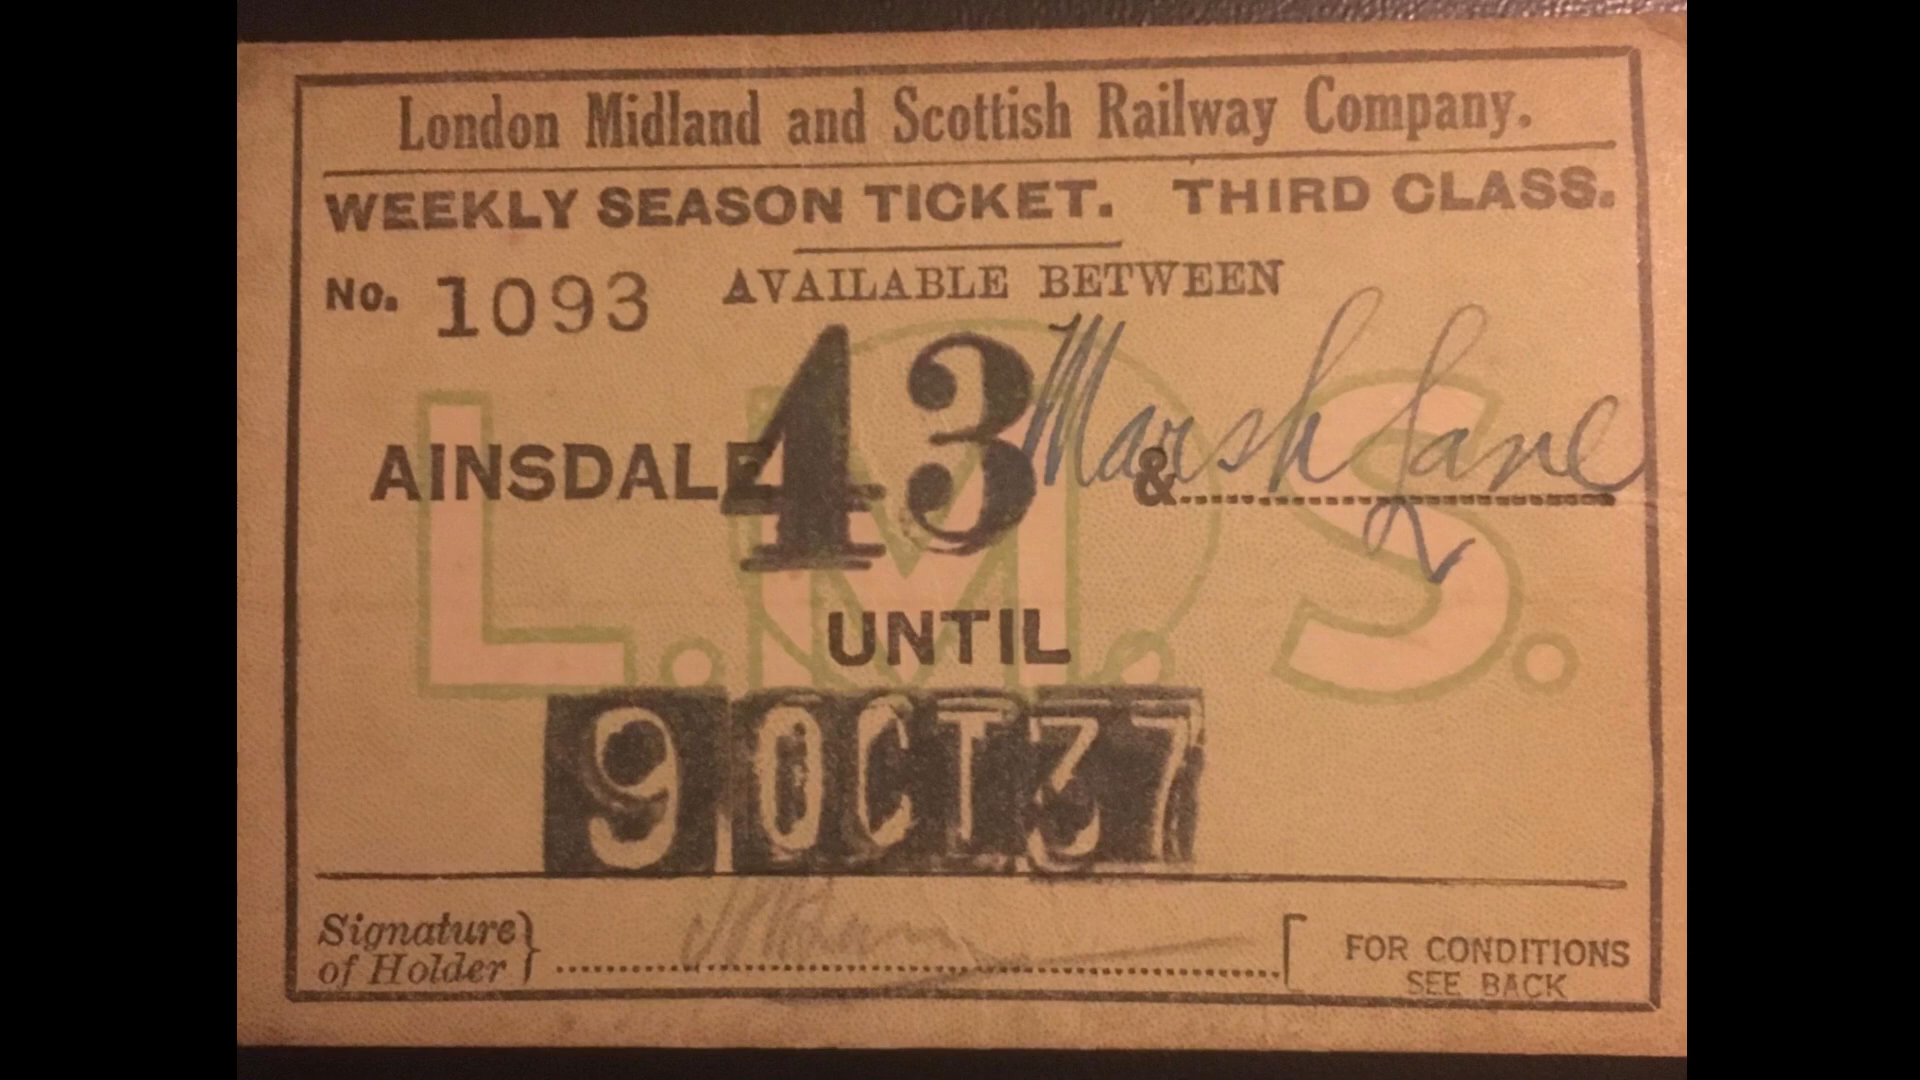 London Midland and Scottish Railway Company.
WEEKLY SEASON TICKET. THIRD CLASS.
No. 1093 AVAILABLE BETWEEN
AINSDALE 43 & Marsh Lane
L.M.S.
UNTIL
9 OCT 37
Signature
of Holder
FOR CONDITIONS
SEE BACK